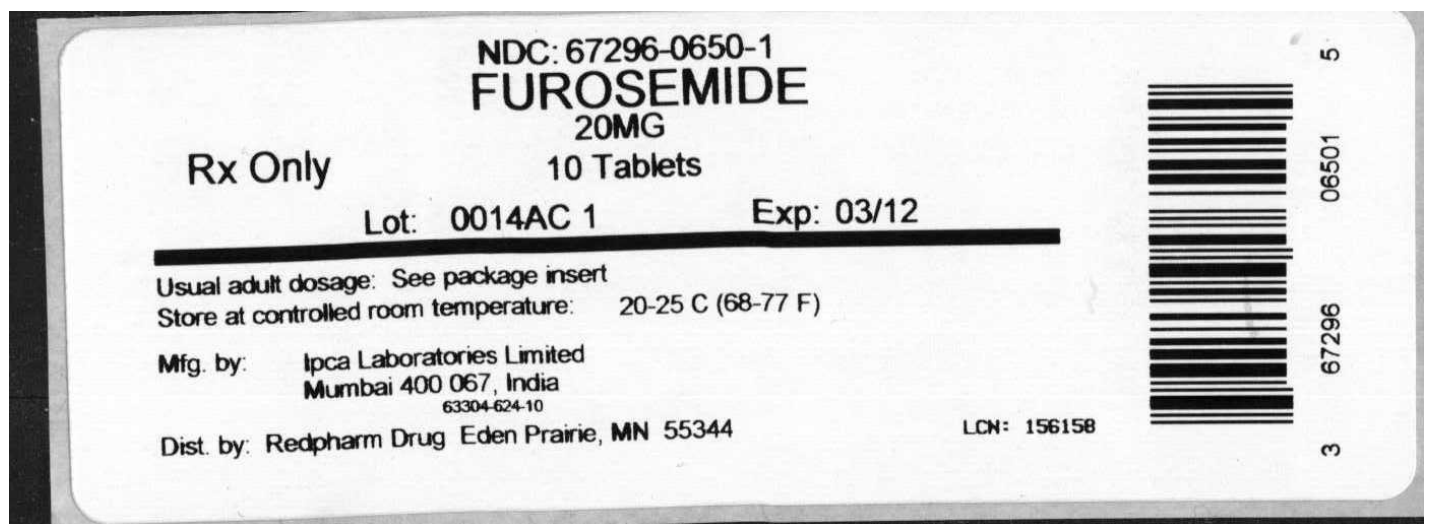 NDC: 67296-0650-1
FUROSEMIDE
20MG
Rx Only 10 Tablets
Lot: 0014AC 1 Exp: 03/12
Usual adult dosage: See package insert
Store at controlled room temperature: 20-25 C (68-77 F)
Mfg. by: Ipca Laboratories Limited
Mumbai 400 067, India
63304-624-10
Dist. by: Redpharm Drug Eden Prairie, MN 55344
LCN: 156158
3 67296 06501 5